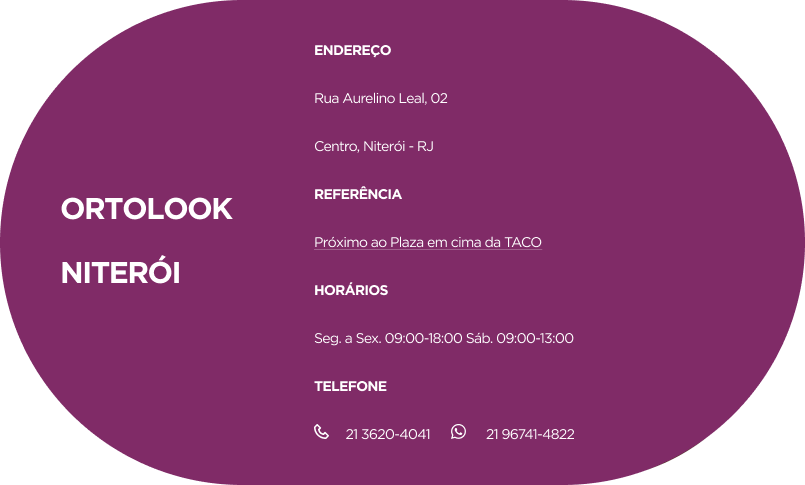 ORTOLOOK
NITERÓI
ENDEREÇO
Rua Aurelino Leal, 02
Centro, Niterói - RJ
REFERÊNCIA
Próximo ao Plaza em cima da TACO
HORÁRIOS
Seg. a Sex. 09:00-18:00 Sáb. 09:00-13:00
TELEFONE
21 3620-4041 21 96741-4822